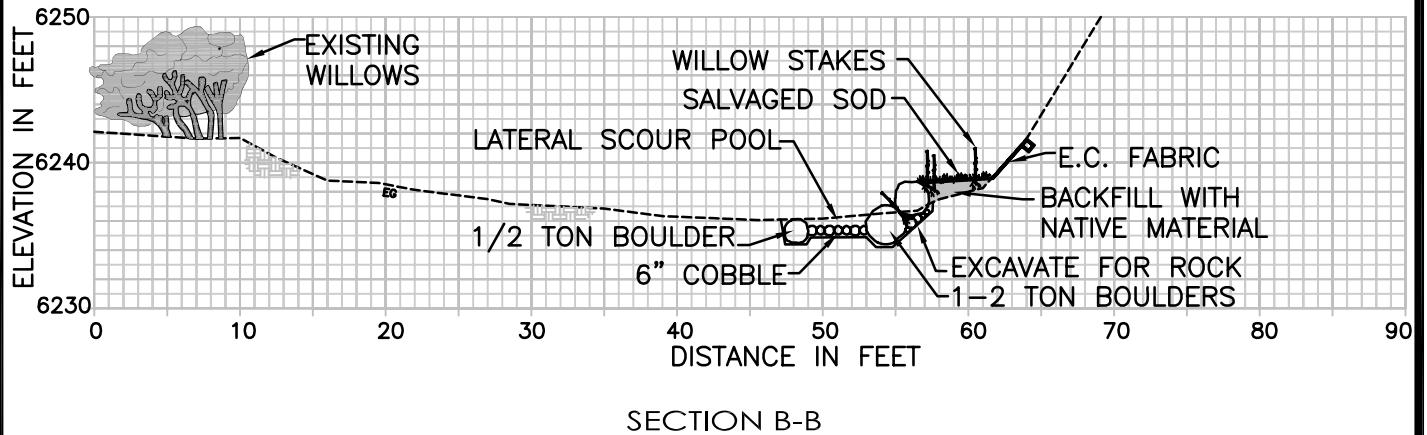 ELEVATION IN FEET
6250
6240
6230
EXISTING
WILLOWS
WILLOW STAKES
SALVAGED SOD
LATERAL SCOUR POOL
E.C. FABRIC
BACKFILL WITH
NATIVE MATERIAL
EG
1/2 TON BOULDER
6" COBBLE
EXCAVATE FOR ROCK
1-2 TON BOULDERS
0 10 20 30 40 50 60 70 80 90
DISTANCE IN FEET
SECTION B-B